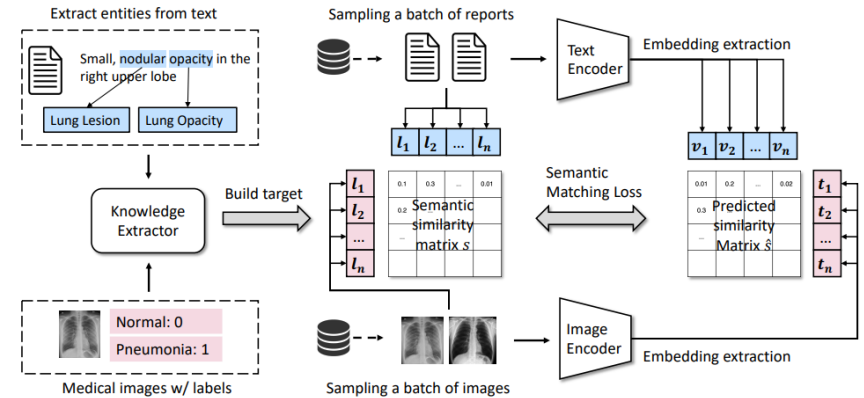 Extract entities from text
Small, nodular opacity in the
right upper lobe
Lung Lesion
Lung Opacity
Knowledge
Extractor
Normal: 0
Pneumonia: 1
Medical images w/ labels
Build target
Sampling a batch of reports
l₁ l₂ ... lₙ
l₁
l₂
...
lₙ
0.1 0.3 ... 0.01
0.2
...
Semantic
similarity
matrix s
Sampling a batch of images
Semantic
Matching Loss
Text
Encoder
Embedding extraction
v₁ v₂ ... vₙ
0.01 0.2 ... 0.02
0.3
...
Predicted
similarity
Matrix ŝ
t₁
t₂
...
tₙ
Image
Encoder
Embedding extraction